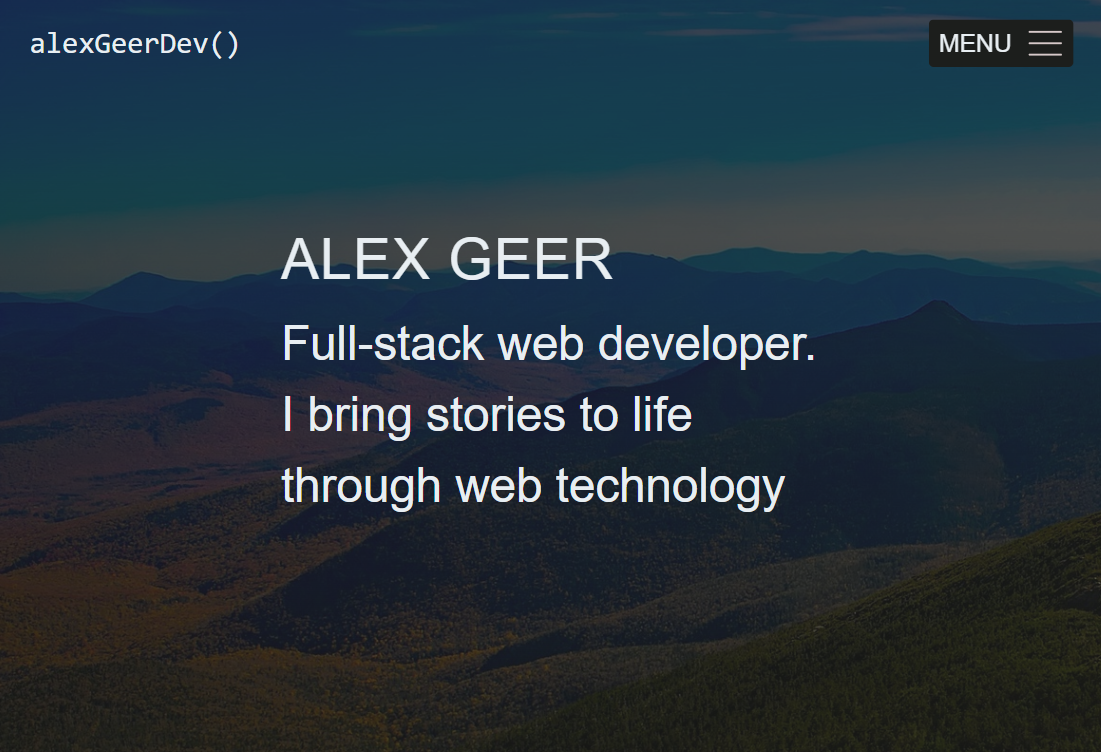 alexGeerDev()
MENU
ALEX GEER
Full-stack web developer.
I bring stories to life
through web technology